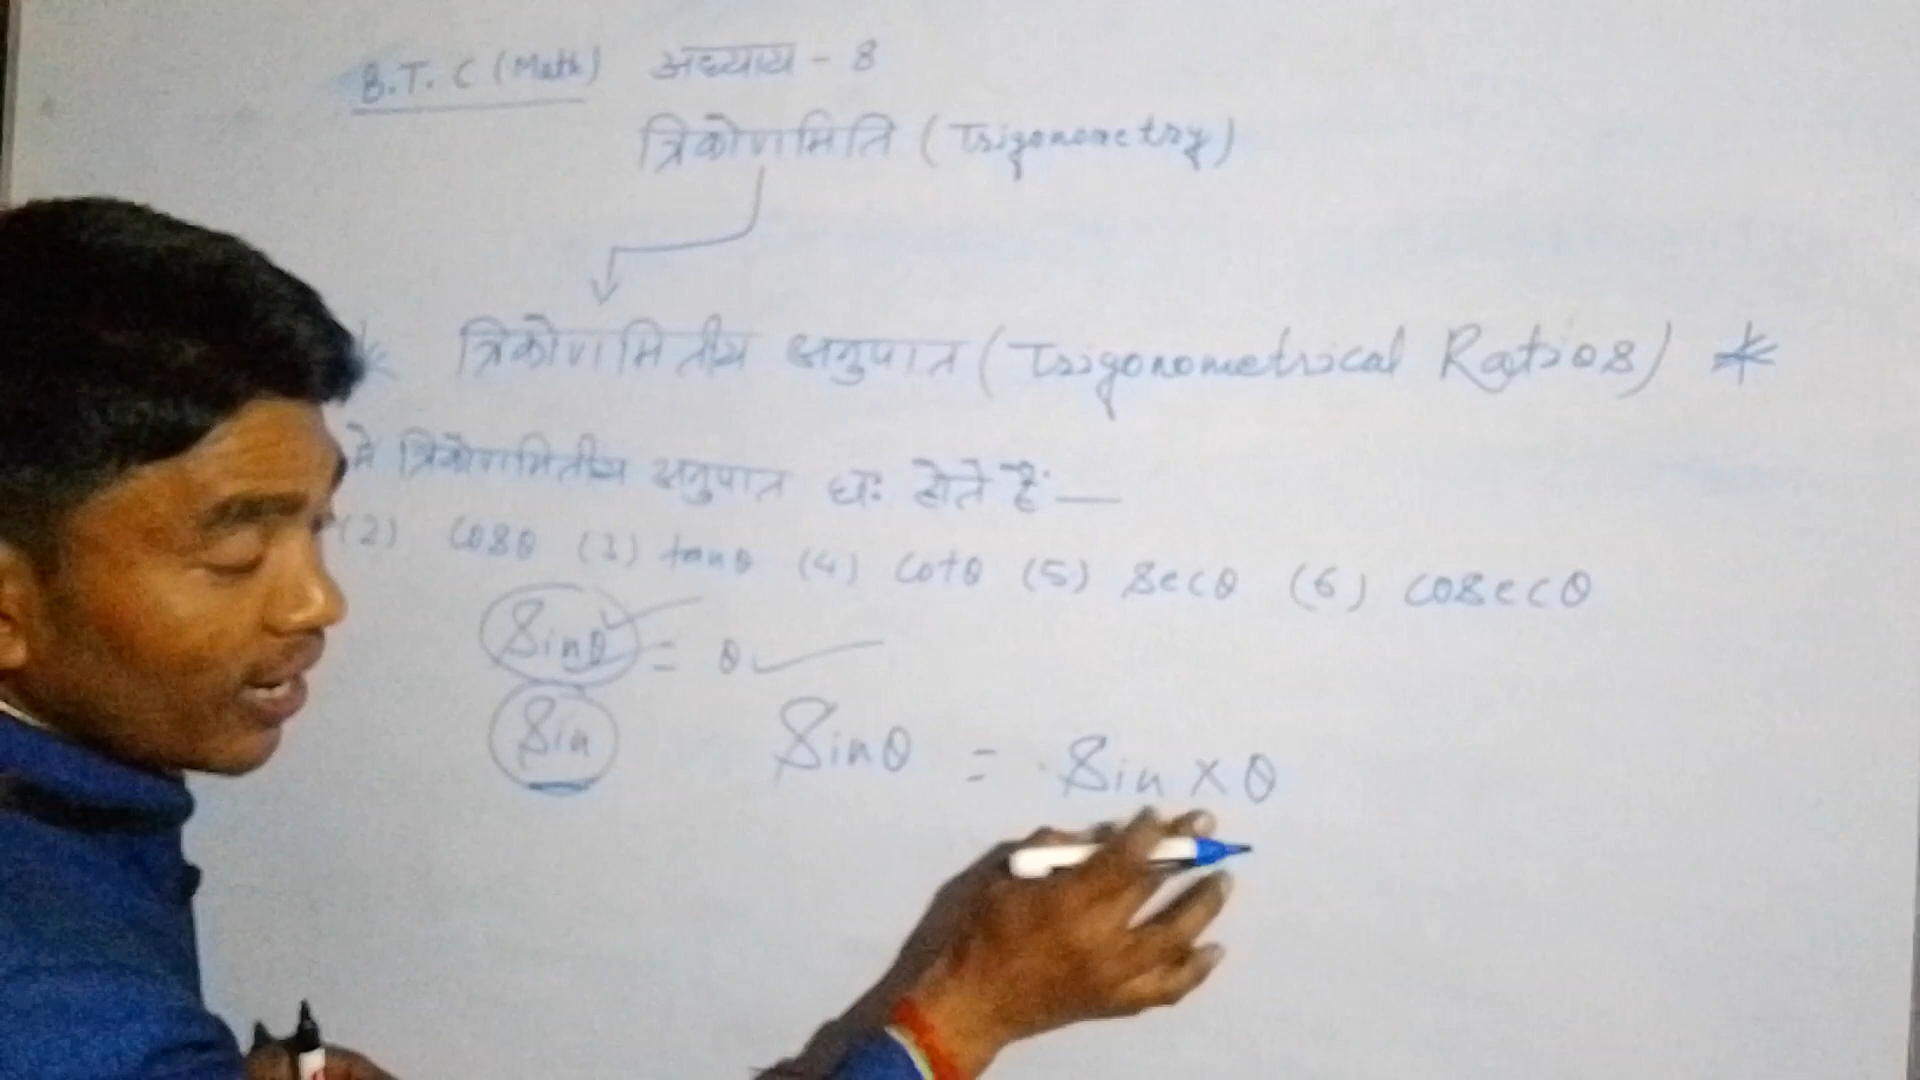 B.T.C (Math) अध्याय - 8
त्रिकोणमिति (Trigonometry)
* त्रिकोणमितीय अनुपात (Trigonometrical Ratios) *
मे त्रिकोणमितीय अनुपात छः होते हैं—
(2) cosθ (3) tanθ (4) cotθ (5) secθ (6) cosecθ
Sinθ = θ
Sin Sinθ = Sin × θ